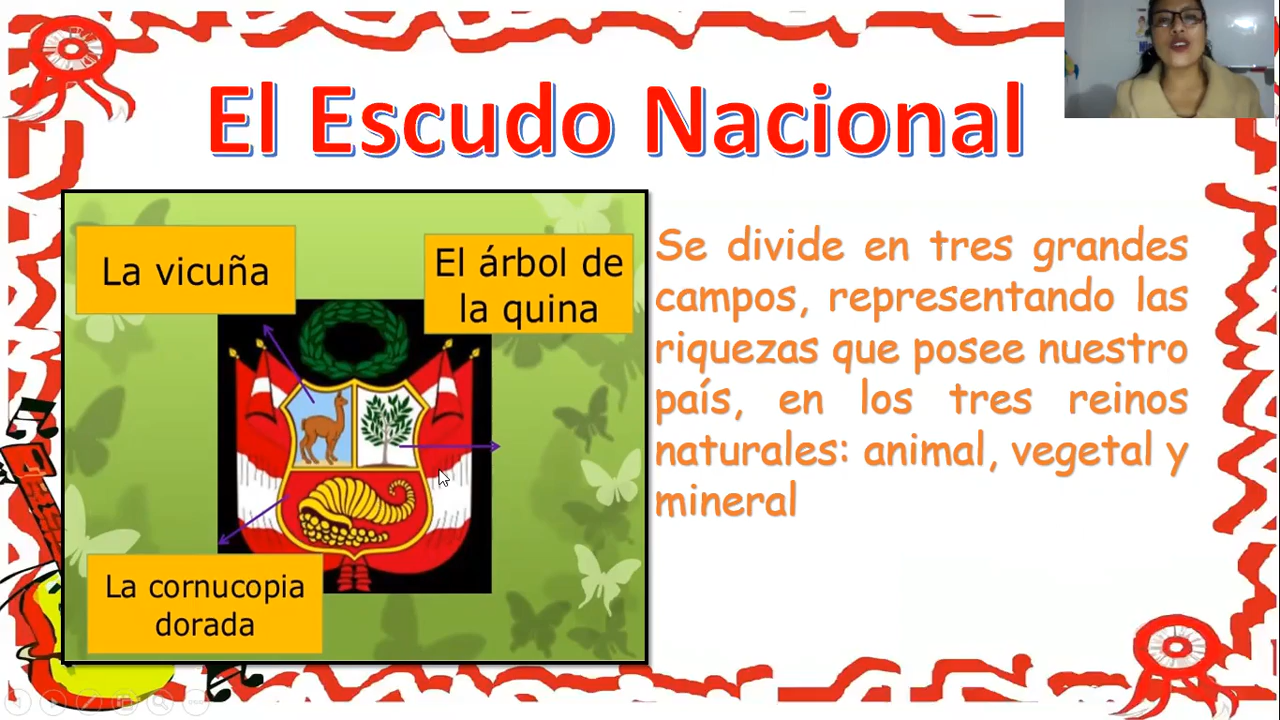 El Escudo Nacional
La vicuña
El árbol de
la quina
La cornucopia
dorada
Se divide en tres grandes
campos, representando las
riquezas que posee nuestro
país, en los tres reinos
naturales: animal, vegetal y
mineral